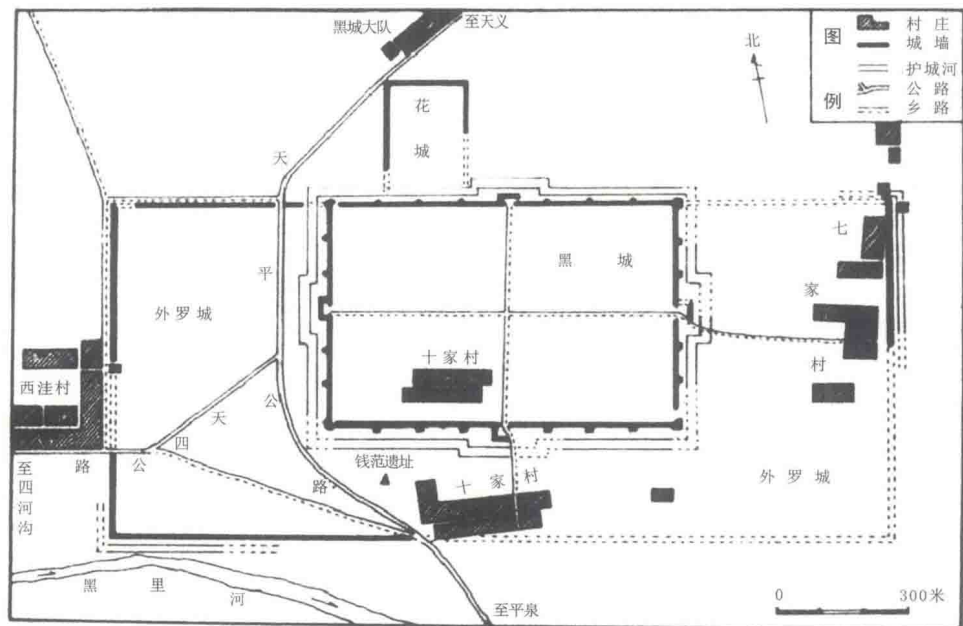 黑城大队
至天义
北
图例
村庄
城墙
护城河
公路
乡路
花城
天平公路
黑城
外罗城
七家村
十家村
西洼村
天四公路
至四河沟
钱范遗址
十家村
外罗城
黑里河
至平泉
0 300米